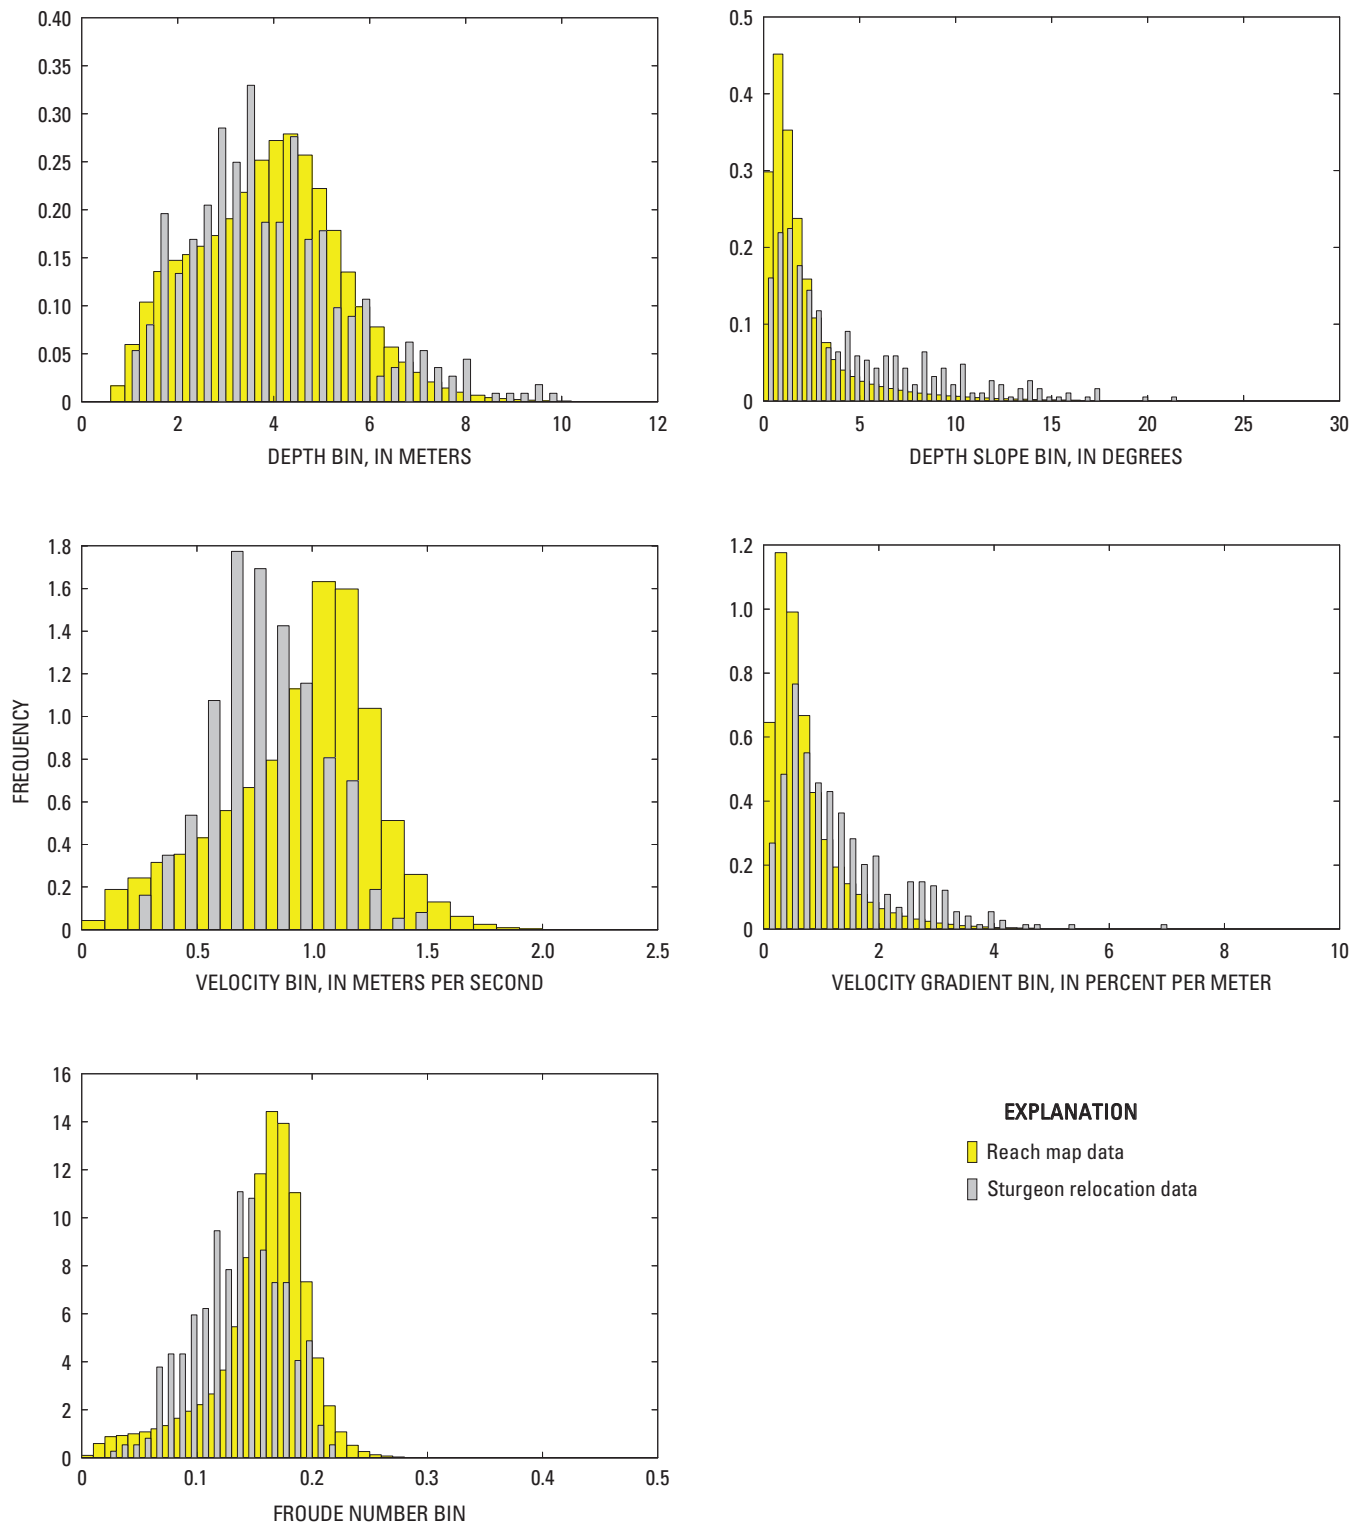 0.40
0.35
0.30
0.25
0.20
0.15
0.10
0.05
0
0 2 4 6 8 10 12
DEPTH BIN, IN METERS
0.5
0.4
0.3
0.2
0.1
0
0 5 10 15 20 25 30
DEPTH SLOPE BIN, IN DEGREES
FREQUENCY
1.8
1.6
1.4
1.2
1.0
0.8
0.6
0.4
0.2
0
0 0.5 1.0 1.5 2.0 2.5
VELOCITY BIN, IN METERS PER SECOND
1.2
1.0
0.8
0.6
0.4
0.2
0
0 2 4 6 8 10
VELOCITY GRADIENT BIN, IN PERCENT PER METER
16
14
12
10
8
6
4
2
0
0 0.1 0.2 0.3 0.4 0.5
FROUDE NUMBER BIN
EXPLANATION
Reach map data
Sturgeon relocation data